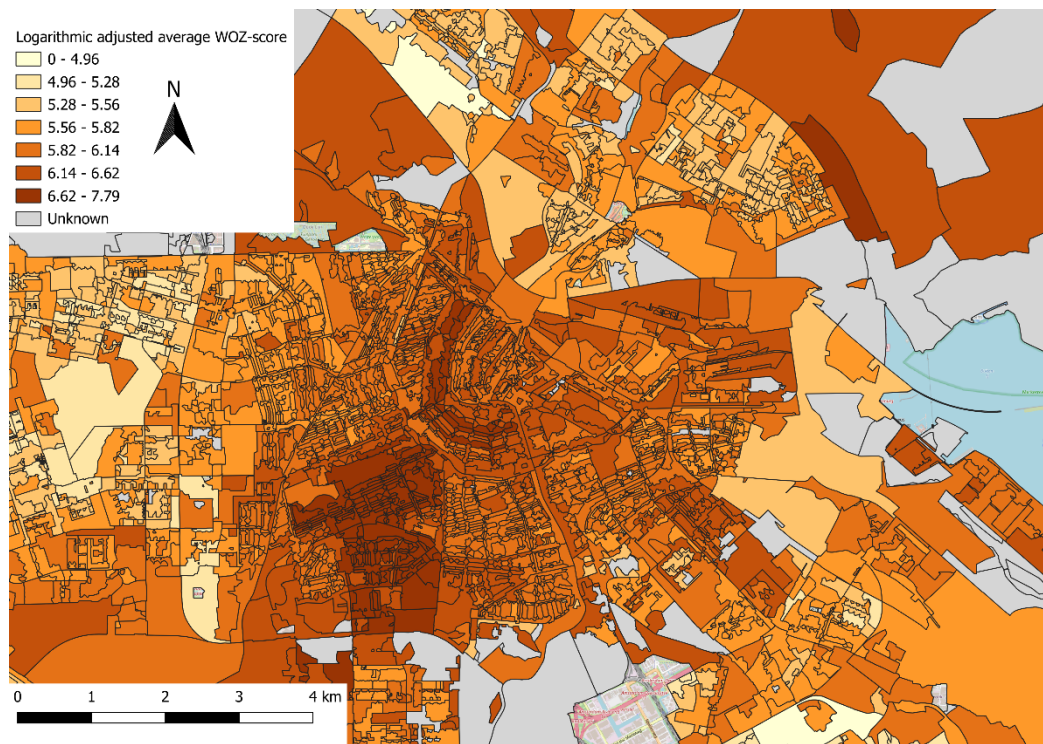 Logarithmic adjusted average WOZ-score
0 - 4.96
4.96 - 5.28
5.28 - 5.56
5.56 - 5.82
5.82 - 6.14
6.14 - 6.62
6.62 - 7.79
Unknown
N
0 1 2 3 4 km